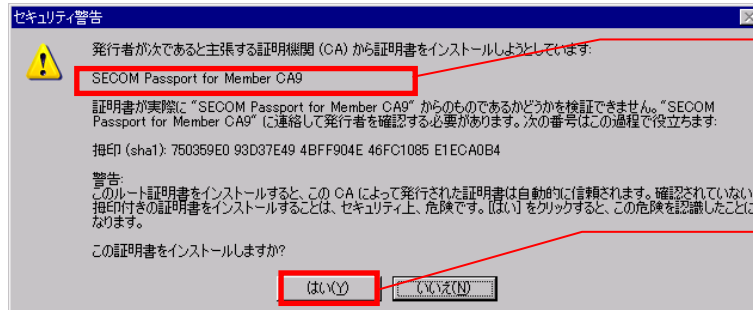 セキュリティ警告
発行者が次であると主張する証明機関 (CA) から証明書をインストールしようとしています:
SECOM Passport for Member CA9
証明書が実際に “SECOM Passport for Member CA9” からのものであるかどうかを検証できません。“SECOM
Passport for Member CA9” に連絡して発行者を確認する必要があります。次の番号はこの過程で役立ちます:
拇印 (sha1): 750359E0 93D37E49 4BFF904E 46FC1085 E1ECA0B4
警告:
このルート証明書をインストールすると、この CA によって発行された証明書は自動的に信頼されます。確認されていない
拇印付きの証明書をインストールすることは、セキュリティ上、危険です。[はい] をクリックすると、この危険を認識したことに
なります。
この証明書をインストールしますか?
はい(Y)
いいえ(N)